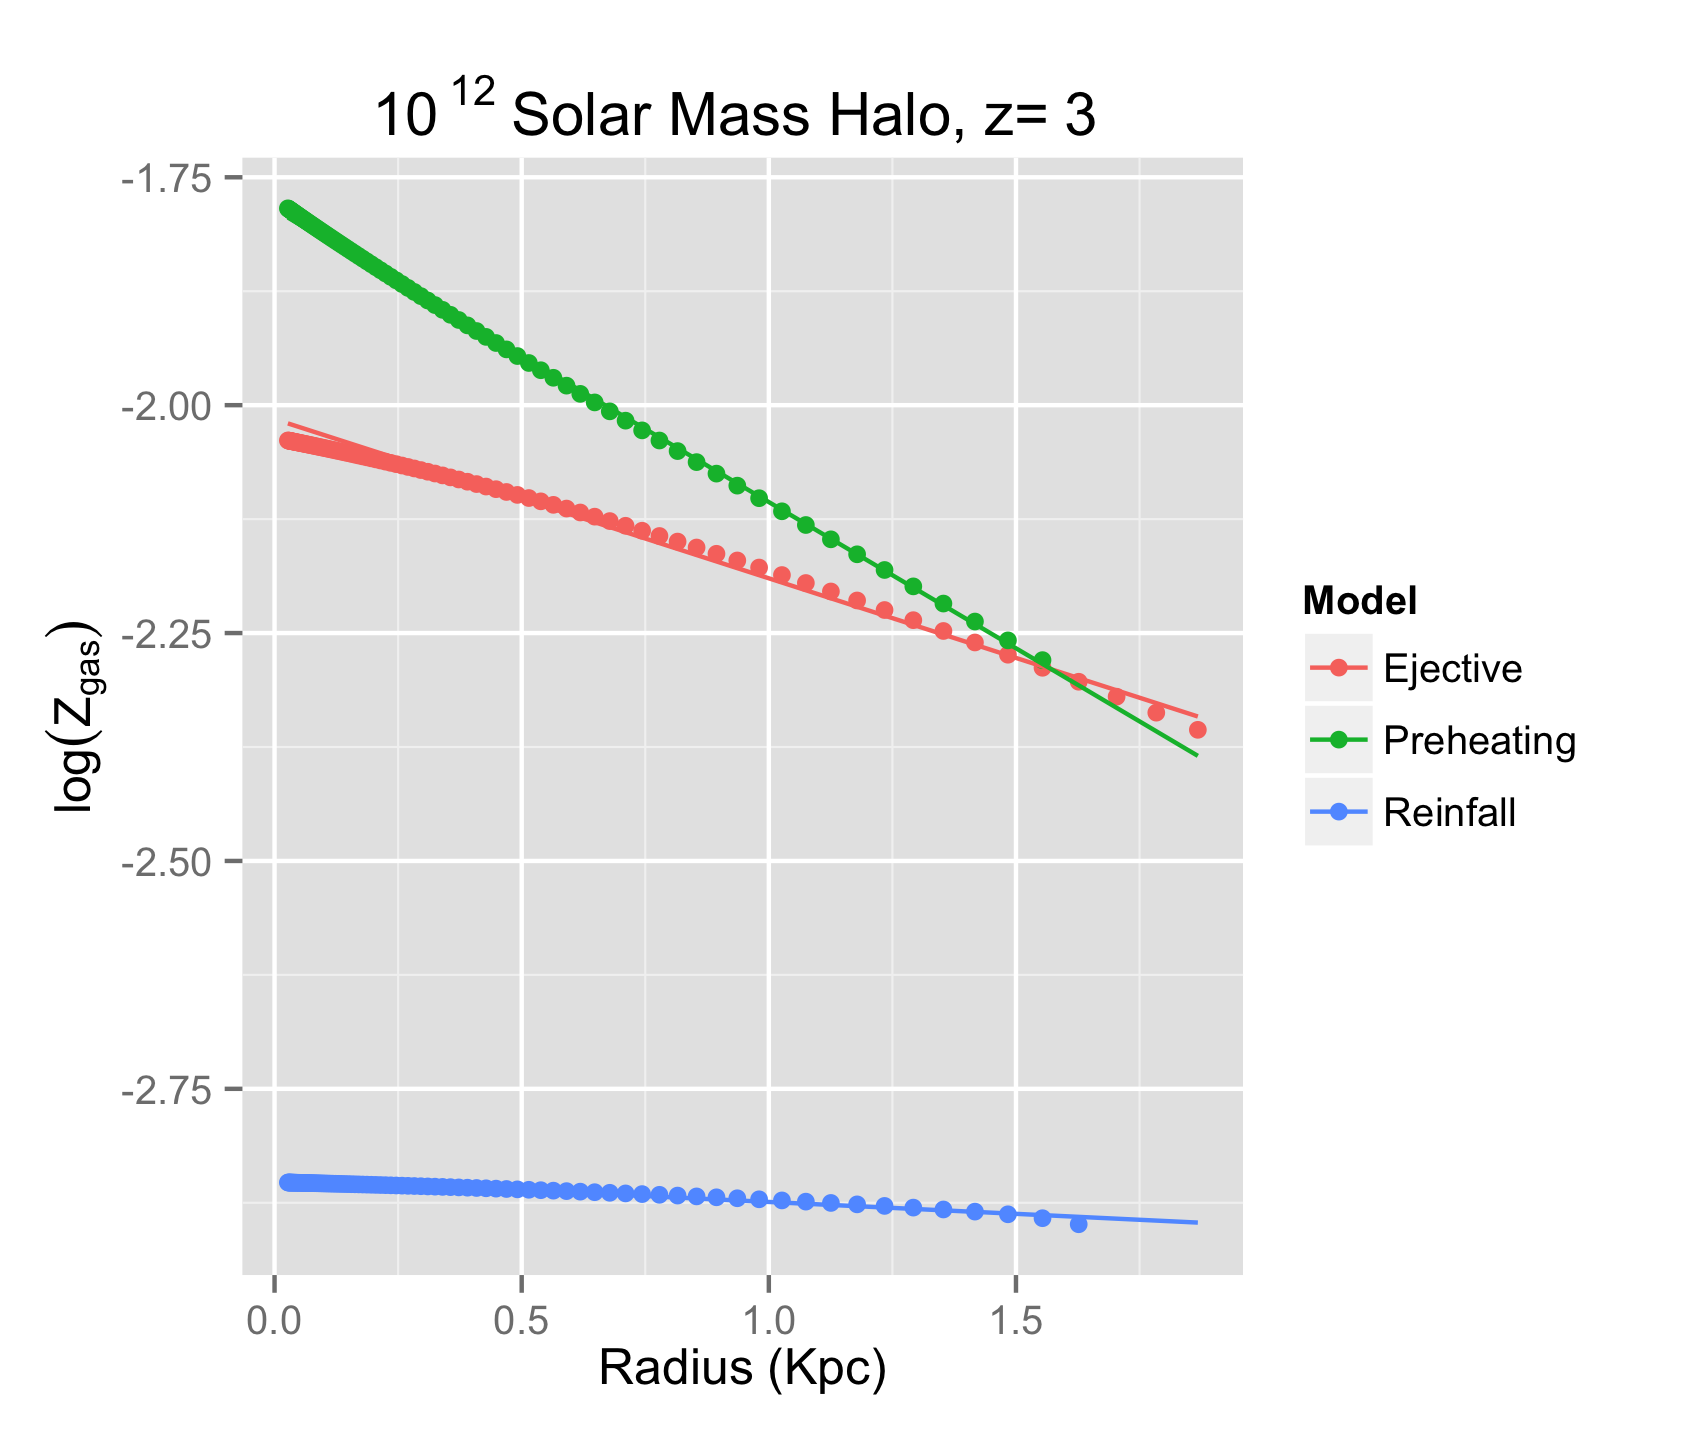 10 12 Solar Mass Halo, z= 3
-1.75
-2.00
-2.25
-2.50
-2.75
log(Zgas)
0.0 0.5 1.0 1.5
Radius (Kpc)
Model
Ejective
Preheating
Reinfall